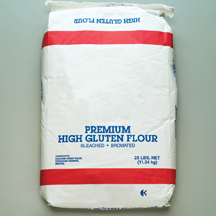 HIGH GLUTEN FLOUR
PREMIUM
HIGH GLUTEN FLOUR
BLEACHED • BROMATED
25 LBS. NET
(11.34 kg)
K